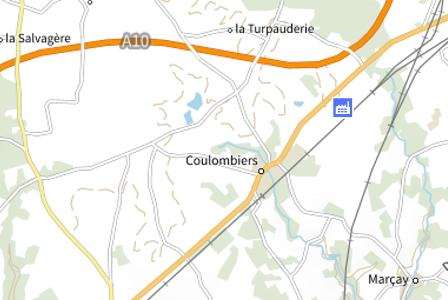 la Turpauderie
la Salvagère
A10
Coulombiers
Marçay